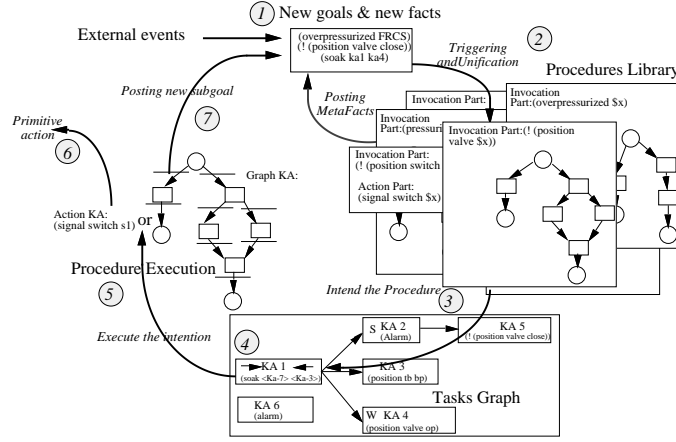 1 New goals & new facts
External events
(overpressurized FRCS)
(! (position valve close))
(soak ka1 ka4)
2
Triggering
andUnification
Procedures Library
Posting new subgoal
7
Posting
MetaFacts
Invocation Part:
Invocation
Part:(overpressurized $x)
Invocation
Part:(pressuri
Invocation Part:(! (position
valve $x))
Invocation Part:
(! (position switch
Action Part:
(signal switch $x)
Primitive
action
6
Graph KA:
Action KA:
(signal switch s1)
or
Procedure Execution
5
Intend the Procedure
3
Execute the intention
4
S KA 2
(Alarm)
KA 5
(! (position valve close))
KA 1
(soak <Ka-7> <Ka-3>)
KA 3
(position tb bp)
Tasks Graph
KA 6
(alarm)
W KA 4
(position valve op)